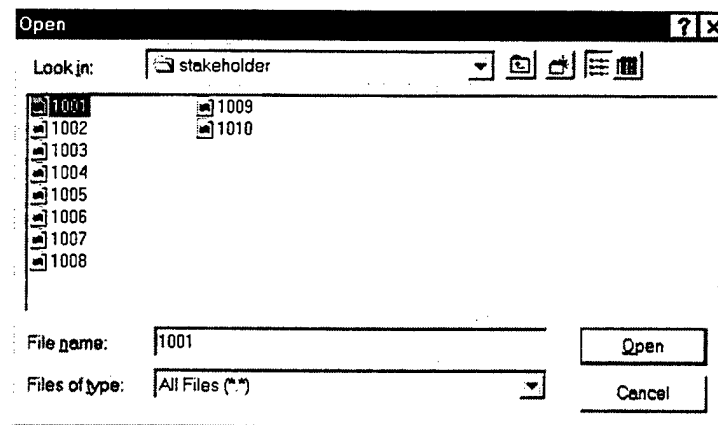 Open
Look in: stakeholder
1001 1009
1002 1010
1003
1004
1005
1006
1007
1008
File name: 1001 Open
Files of type: All Files (*.*) Cancel